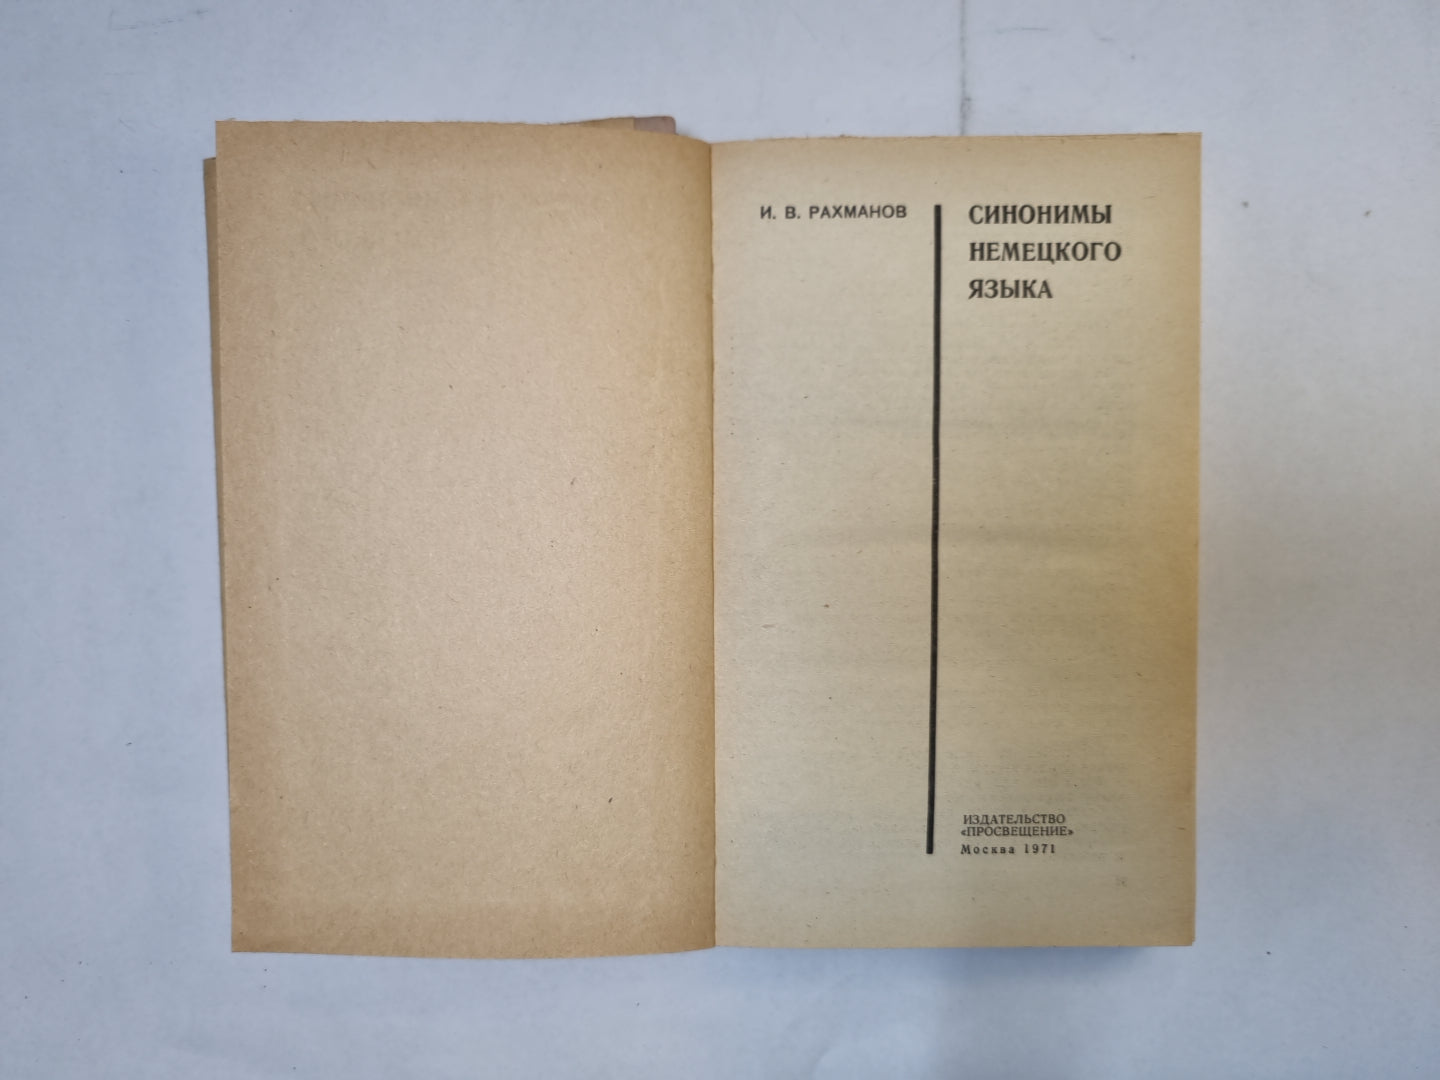 И. В. РАХМАНОВ
СИНОНИМЫ
НЕМЕЦКОГО
ЯЗЫКА
ИЗДАТЕЛЬСТВО
«ПРОСВЕЩЕНИЕ»
Москва 1971